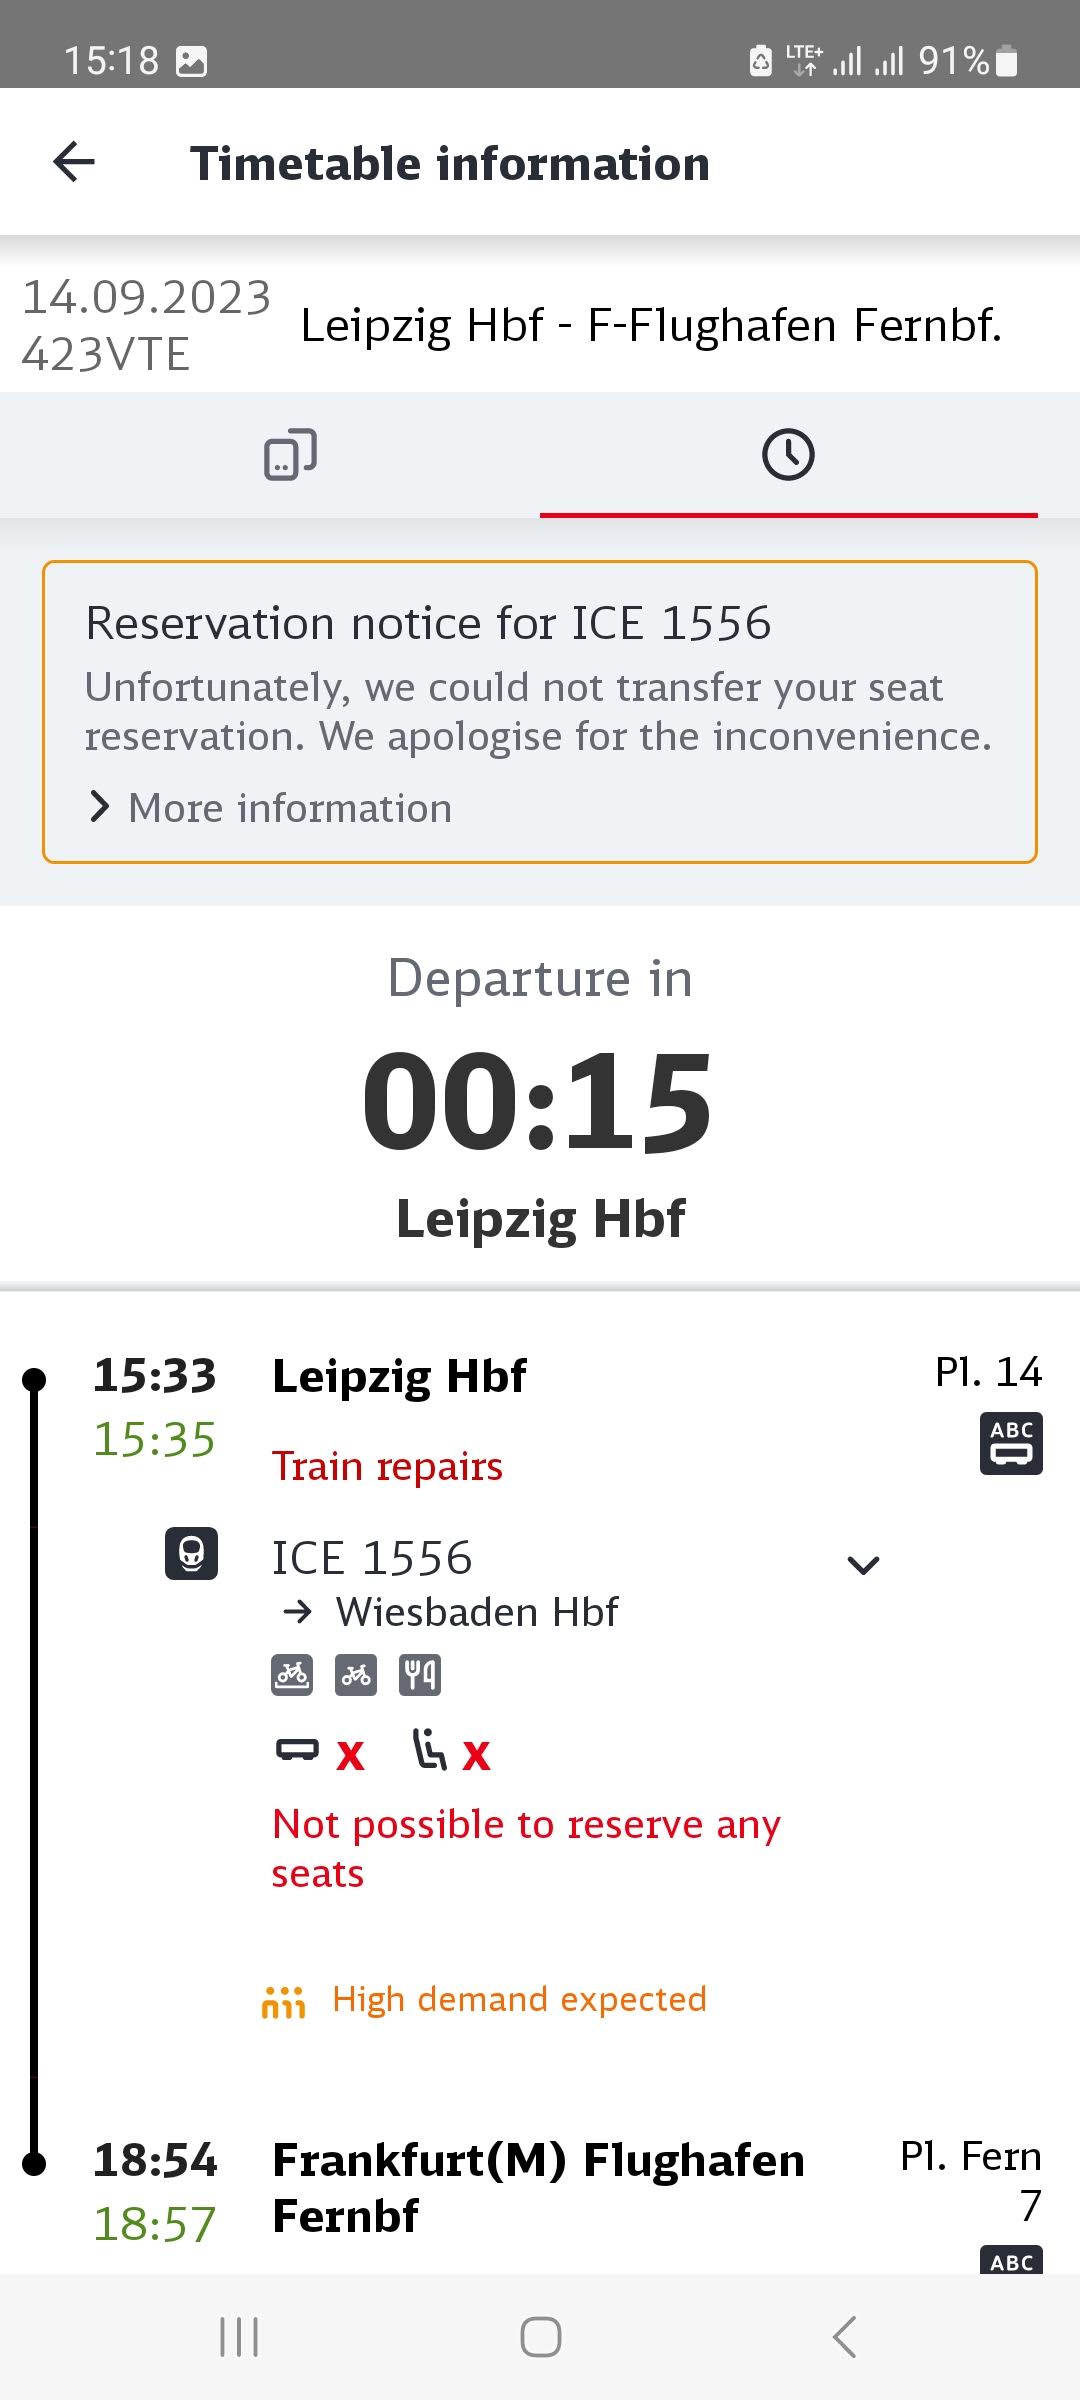 15:18 LTE+ 91%
Timetable information
14.09.2023
423VTE
Leipzig Hbf - F-Flughafen Fernbf.
Reservation notice for ICE 1556
Unfortunately, we could not transfer your seat
reservation. We apologise for the inconvenience.
More information
Departure in
00:15
Leipzig Hbf
15:33 Leipzig Hbf Pl. 14
15:35
ABC
Train repairs
ICE 1556
→ Wiesbaden Hbf
x x
Not possible to reserve any
seats
High demand expected
18:54 Frankfurt(M) Flughafen Pl. Fern
18:57 Fernbf 7
ABC